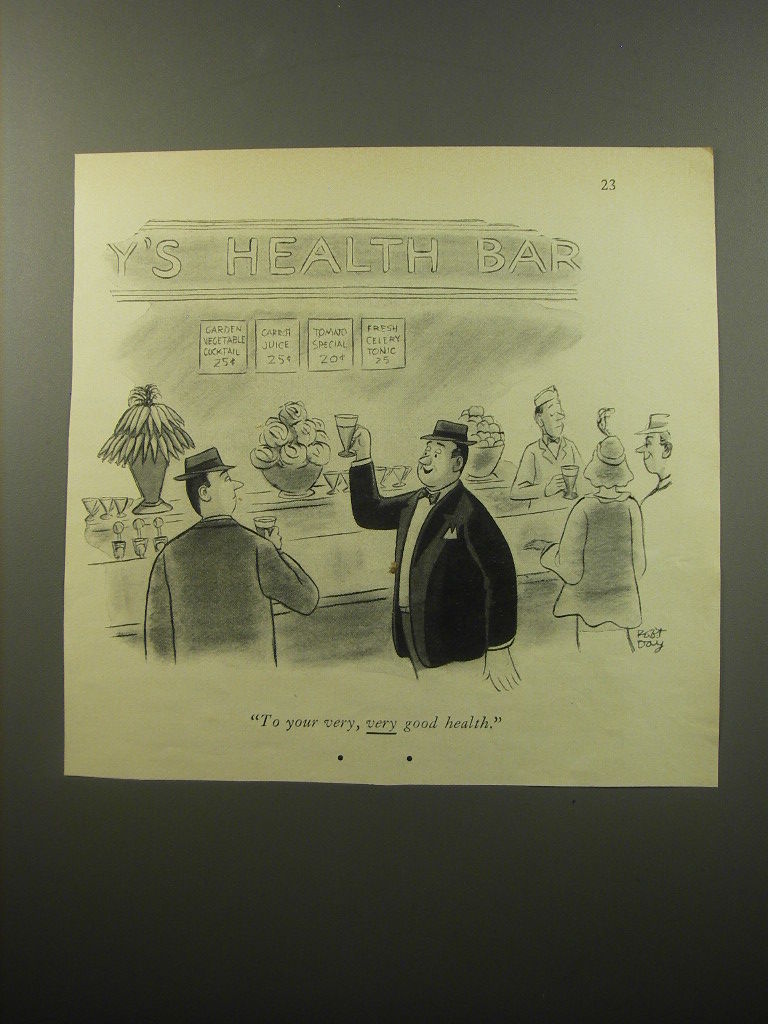 23
Y'S HEALTH BAR
GARDEN
VEGETABLE
COCKTAIL
25¢
CARROT
JUICE
25¢
TOMATO
SPECIAL
20¢
FRESH
CELERY
TONIC
25
ROBT
DAY
"To your very, very good health."